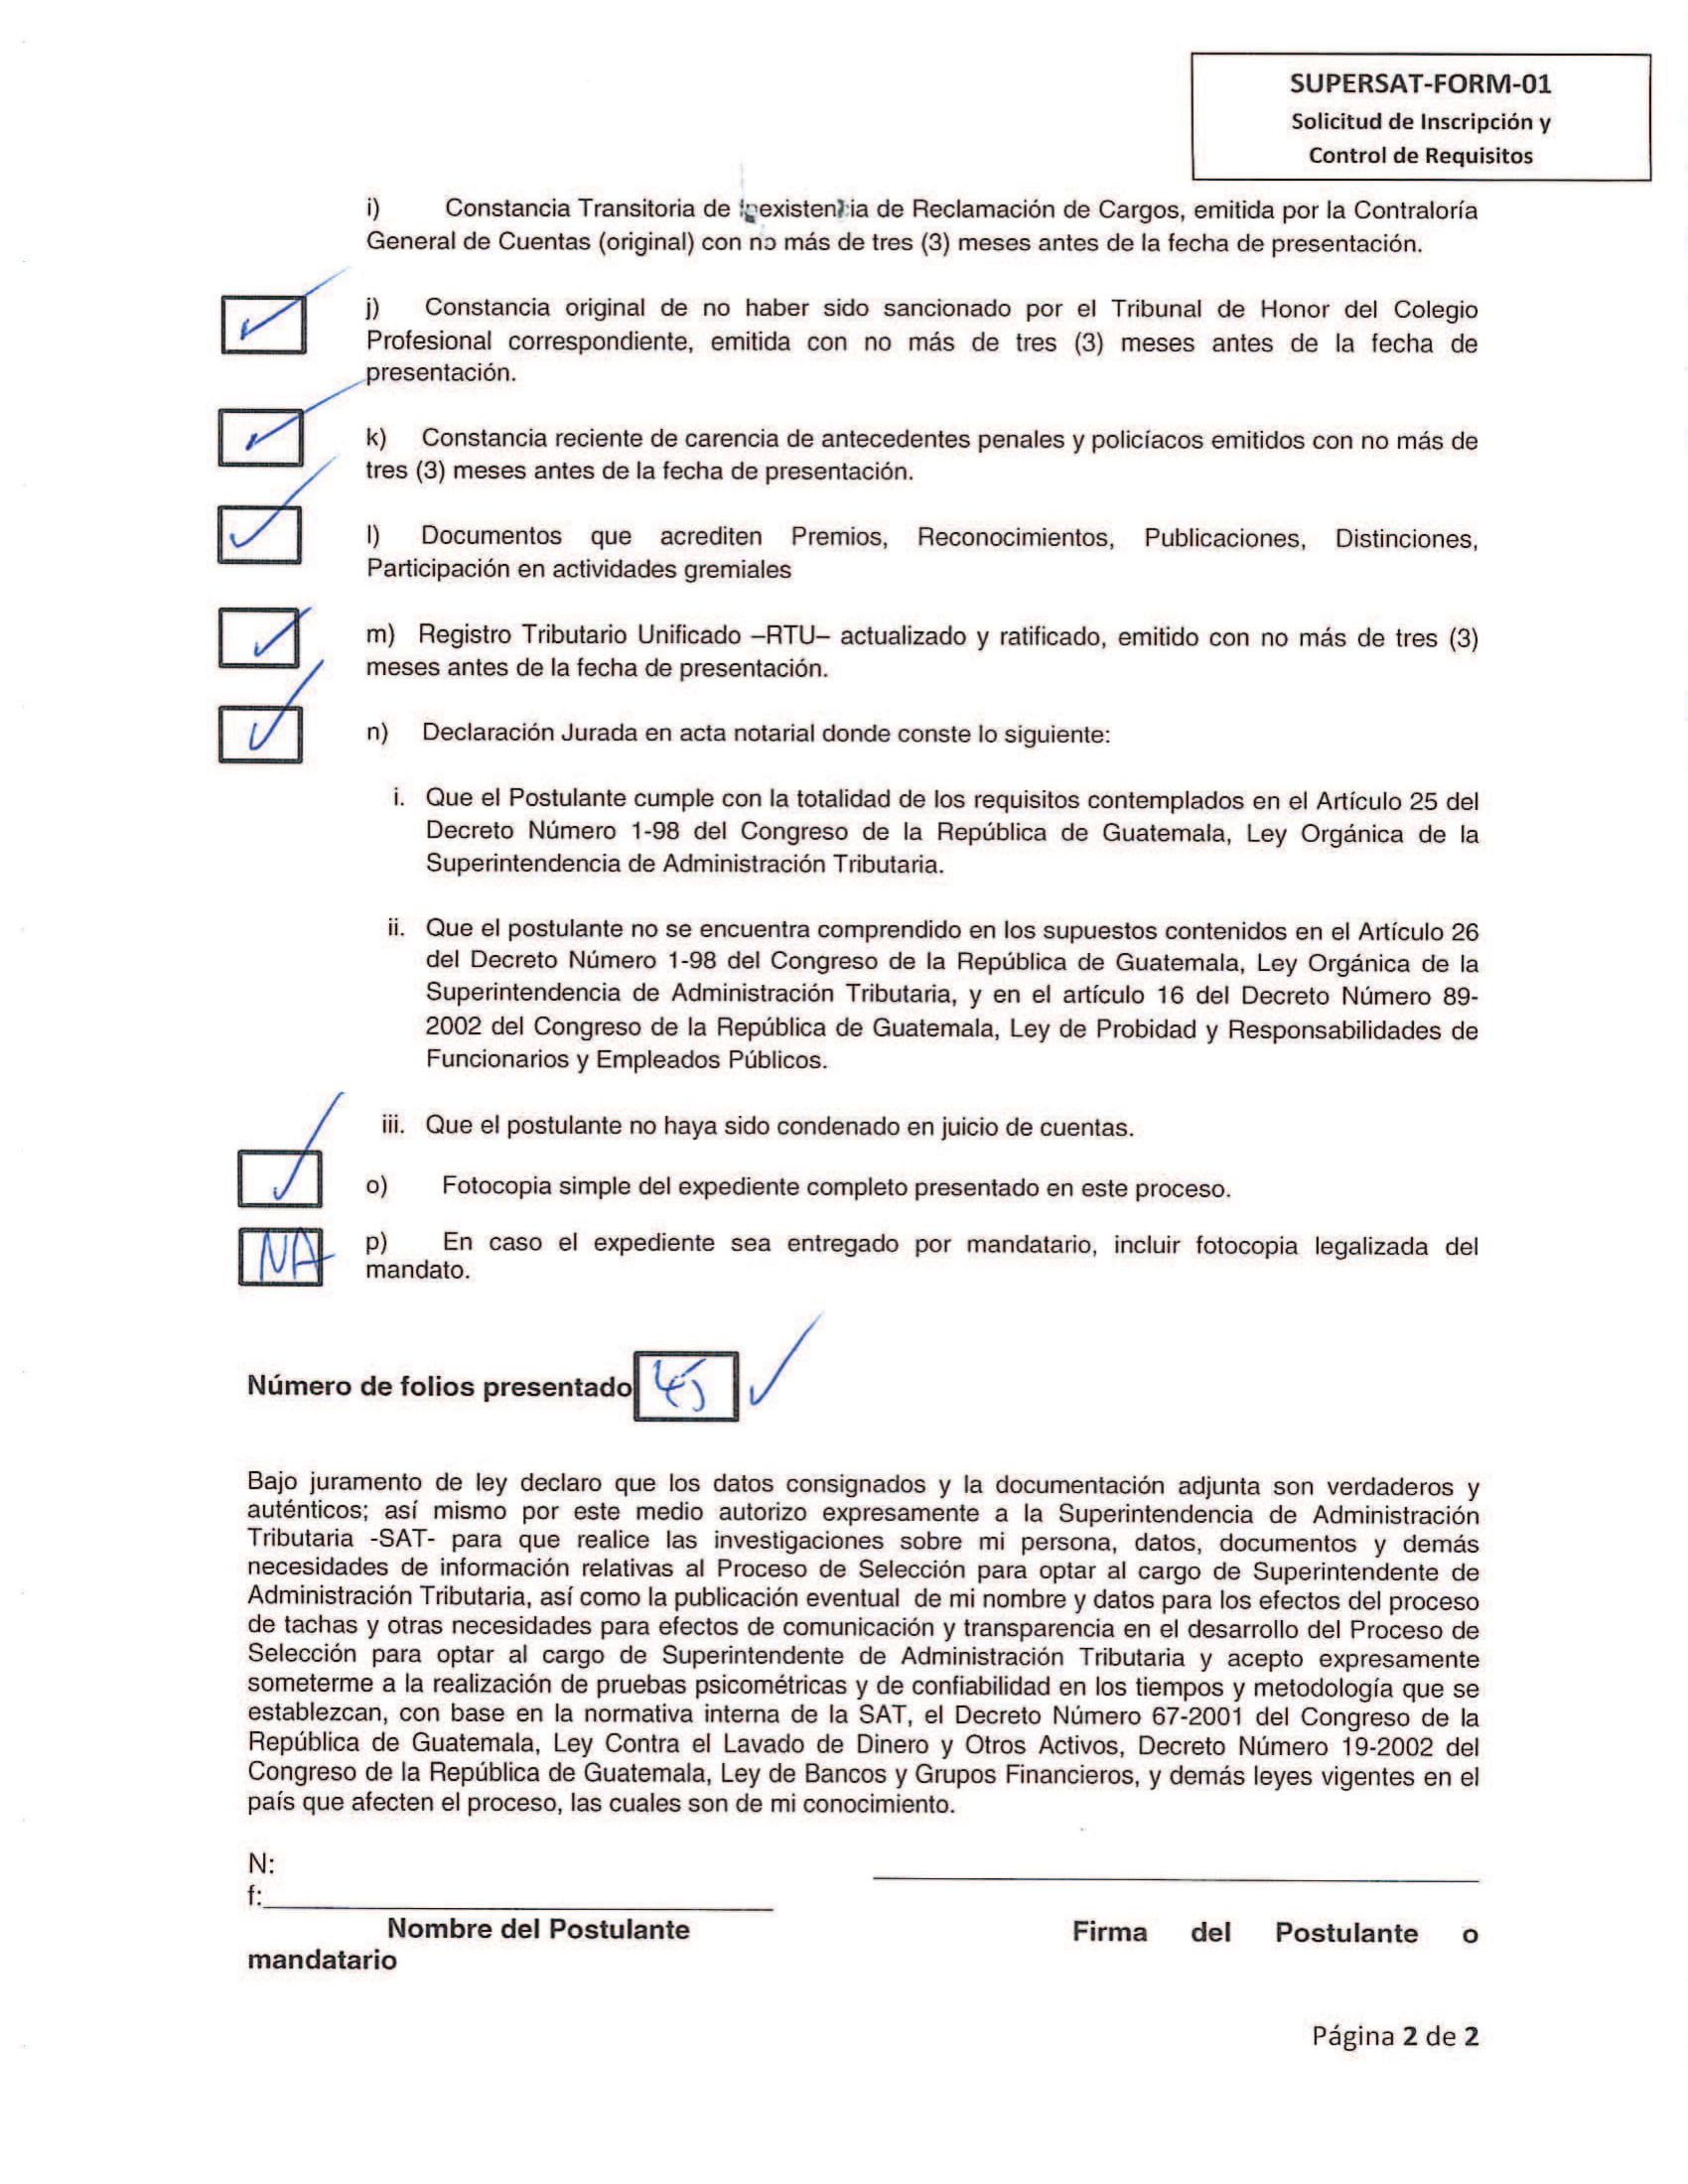 SUPERSAT-FORM-01
Solicitud de Inscripción y
Control de Requisitos
i) Constancia Transitoria de Inexistencia de Reclamación de Cargos, emitida por la Contraloría
General de Cuentas (original) con no más de tres (3) meses antes de la fecha de presentación.
j) Constancia original de no haber sido sancionado por el Tribunal de Honor del Colegio
Profesional correspondiente, emitida con no más de tres (3) meses antes de la fecha de
presentación.
k) Constancia reciente de carencia de antecedentes penales y policíacos emitidos con no más de
tres (3) meses antes de la fecha de presentación.
l) Documentos que acrediten Premios, Reconocimientos, Publicaciones, Distinciones,
Participación en actividades gremiales
m) Registro Tributario Unificado –RTU– actualizado y ratificado, emitido con no más de tres (3)
meses antes de la fecha de presentación.
n) Declaración Jurada en acta notarial donde conste lo siguiente:
i. Que el Postulante cumple con la totalidad de los requisitos contemplados en el Artículo 25 del
Decreto Número 1-98 del Congreso de la República de Guatemala, Ley Orgánica de la
Superintendencia de Administración Tributaria.
ii. Que el postulante no se encuentra comprendido en los supuestos contenidos en el Artículo 26
del Decreto Número 1-98 del Congreso de la República de Guatemala, Ley Orgánica de la
Superintendencia de Administración Tributaria, y en el artículo 16 del Decreto Número 89-
2002 del Congreso de la República de Guatemala, Ley de Probidad y Responsabilidades de
Funcionarios y Empleados Públicos.
iii. Que el postulante no haya sido condenado en juicio de cuentas.
o) Fotocopia simple del expediente completo presentado en este proceso.
NA p) En caso el expediente sea entregado por mandatario, incluir fotocopia legalizada del
mandato.
Número de folios presentado 45
Bajo juramento de ley declaro que los datos consignados y la documentación adjunta son verdaderos y
auténticos; así mismo por este medio autorizo expresamente a la Superintendencia de Administración
Tributaria -SAT- para que realice las investigaciones sobre mi persona, datos, documentos y demás
necesidades de información relativas al Proceso de Selección para optar al cargo de Superintendente de
Administración Tributaria, así como la publicación eventual de mi nombre y datos para los efectos del proceso
de tachas y otras necesidades para efectos de comunicación y transparencia en el desarrollo del Proceso de
Selección para optar al cargo de Superintendente de Administración Tributaria y acepto expresamente
someterme a la realización de pruebas psicométricas y de confiabilidad en los tiempos y metodología que se
establezcan, con base en la normativa interna de la SAT, el Decreto Número 67-2001 del Congreso de la
República de Guatemala, Ley Contra el Lavado de Dinero y Otros Activos, Decreto Número 19-2002 del
Congreso de la República de Guatemala, Ley de Bancos y Grupos Financieros, y demás leyes vigentes en el
país que afecten el proceso, las cuales son de mi conocimiento.
N:
f:
Nombre del Postulante Firma del Postulante o
mandatario
Página 2 de 2